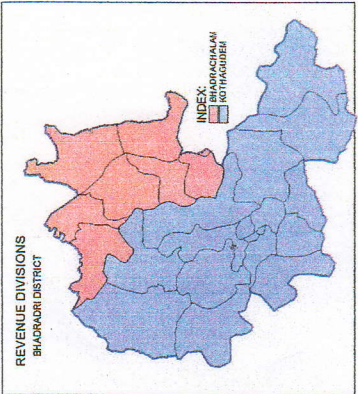 REVENUE DIVISIONS
BHADRADRI DISTRICT
INDEX:
BHADRACHALAM
KOTHAGUDEM